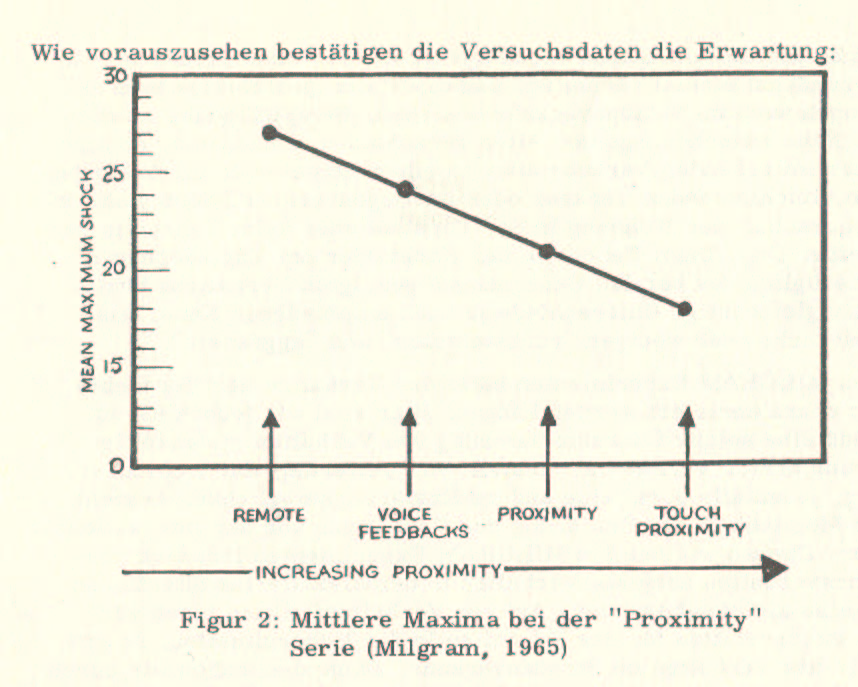 Wie vorauszusehen bestätigen die Versuchsdaten die Erwartung:
30
25
20
15
0
MEAN MAXIMUM SHOCK
REMOTE
VOICE FEEDBACKS
PROXIMITY
TOUCH PROXIMITY
INCREASING PROXIMITY
Figur 2: Mittlere Maxima bei der "Proximity"
Serie (Milgram, 1965)